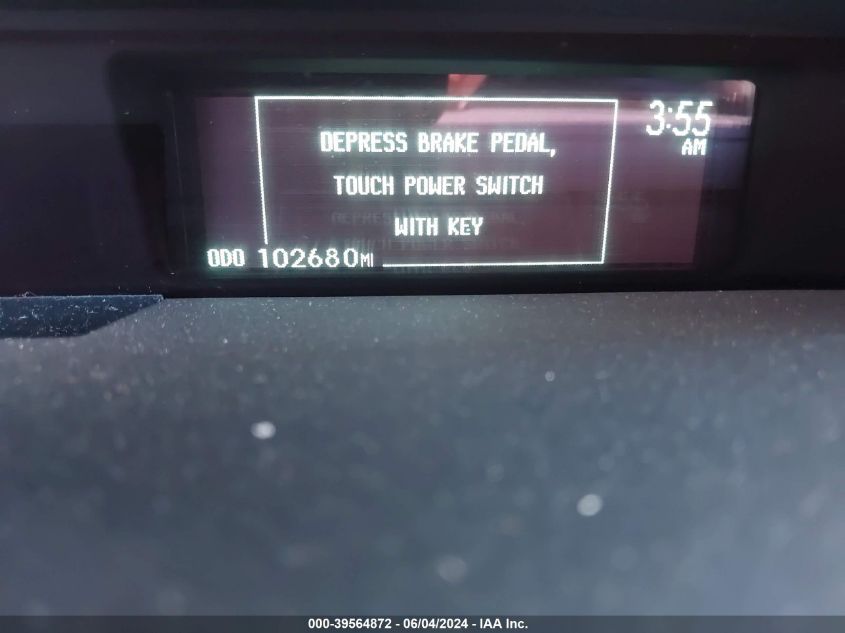 DEPRESS BRAKE PEDAL,
3:55
AM
TOUCH POWER SWITCH
WITH KEY
ODO 102680MI
000-39564872 - 06/04/2024 - IAA Inc.